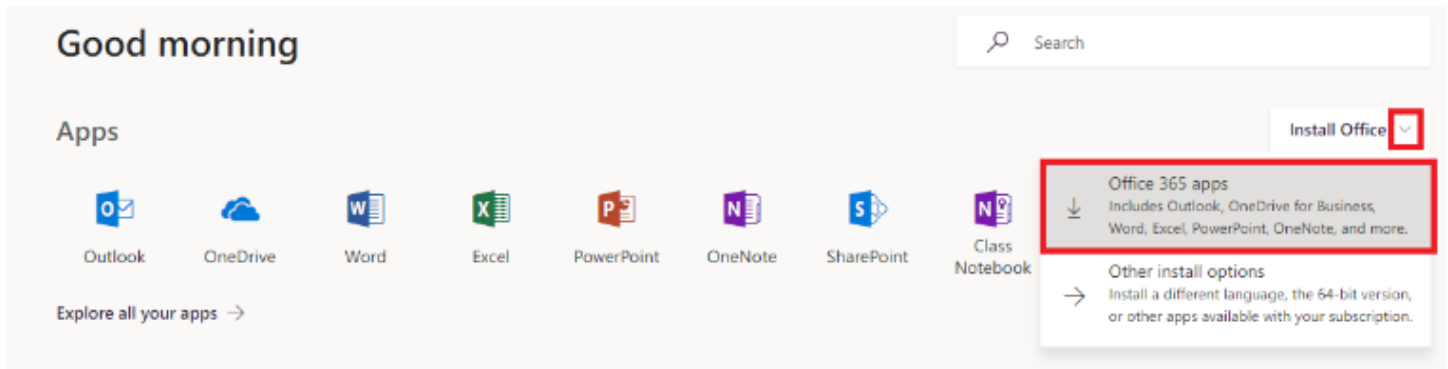 Good morning
Search
Apps
Install Office
Outlook
OneDrive
Word
Excel
PowerPoint
OneNote
SharePoint
Class
Notebook
Office 365 apps
Includes Outlook, OneDrive for Business,
Word, Excel, PowerPoint, OneNote, and more.
Other install options
Install a different language, the 64-bit version,
or other apps available with your subscription.
Explore all your apps